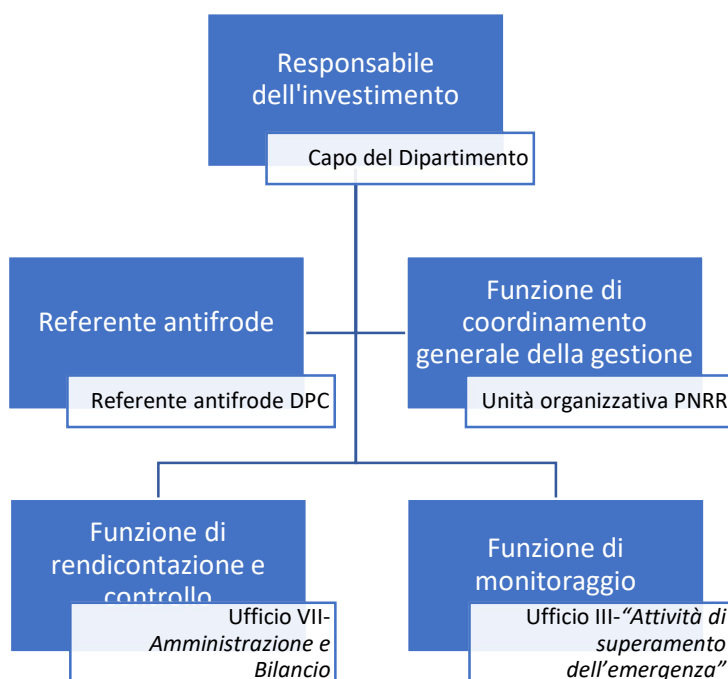 Responsabile
dell'investimento
Capo del Dipartimento
Referente antifrode
Referente antifrode DPC
Funzione di
coordinamento
generale della gestione
Unità organizzativa PNRR
Funzione di
rendicontazione e
controllo
Ufficio VII-
Amministrazione e
Bilancio
Funzione di
monitoraggio
Ufficio III-“Attività di
superamento
dell’emergenza”